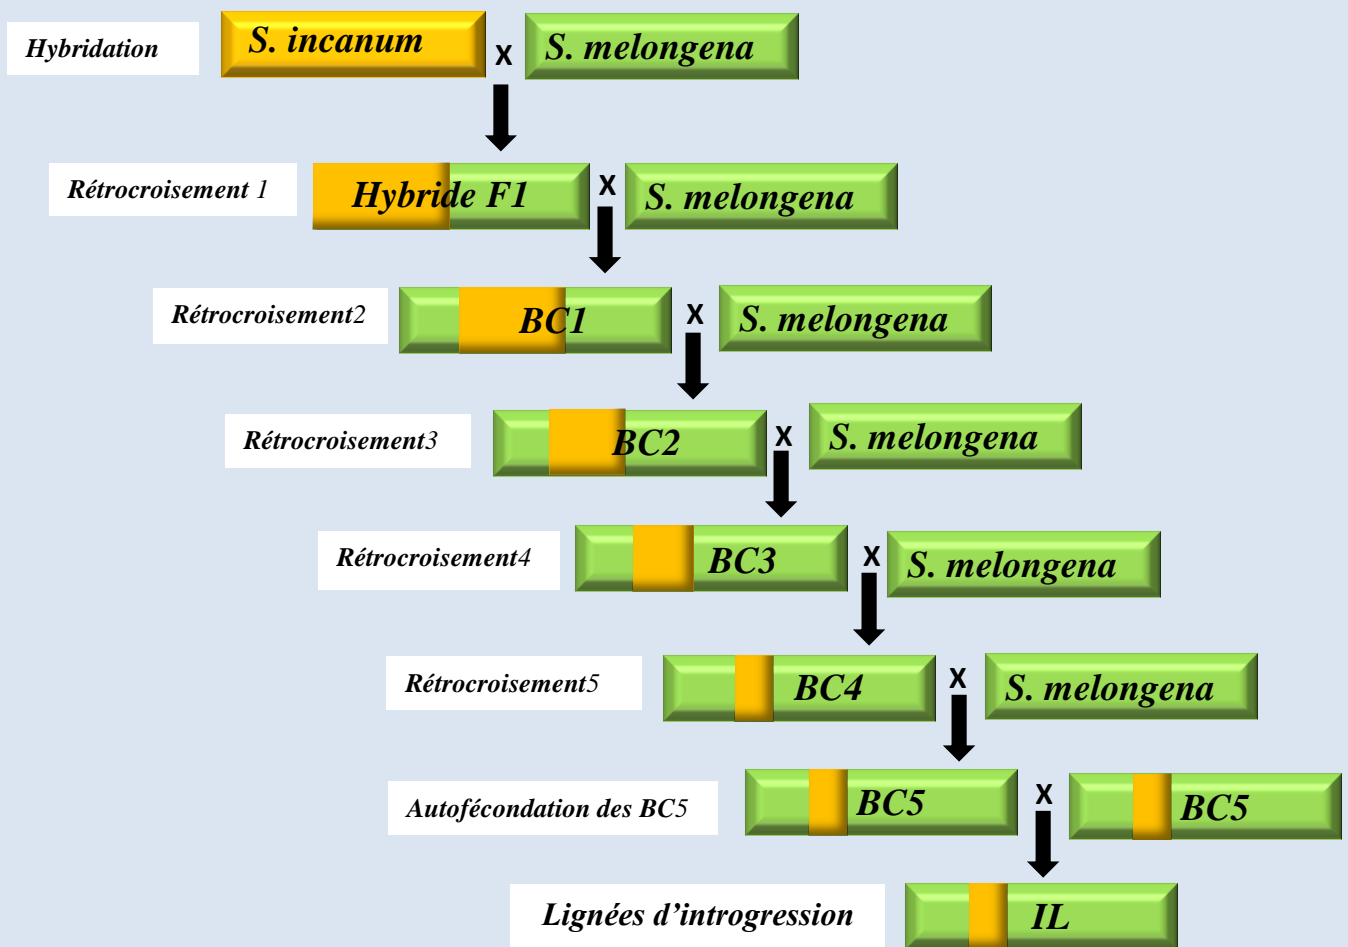 Hybridation
S. incanum
X
S. melongena
Rétrocroisement 1
Hybride F1
X
S. melongena
Rétrocroisement2
BC1
X
S. melongena
Rétrocroisement3
BC2
X
S. melongena
Rétrocroisement4
BC3
X
S. melongena
Rétrocroisement5
BC4
X
S. melongena
Autofécondation des BC5
BC5
X
BC5
Lignées d’introgression
IL